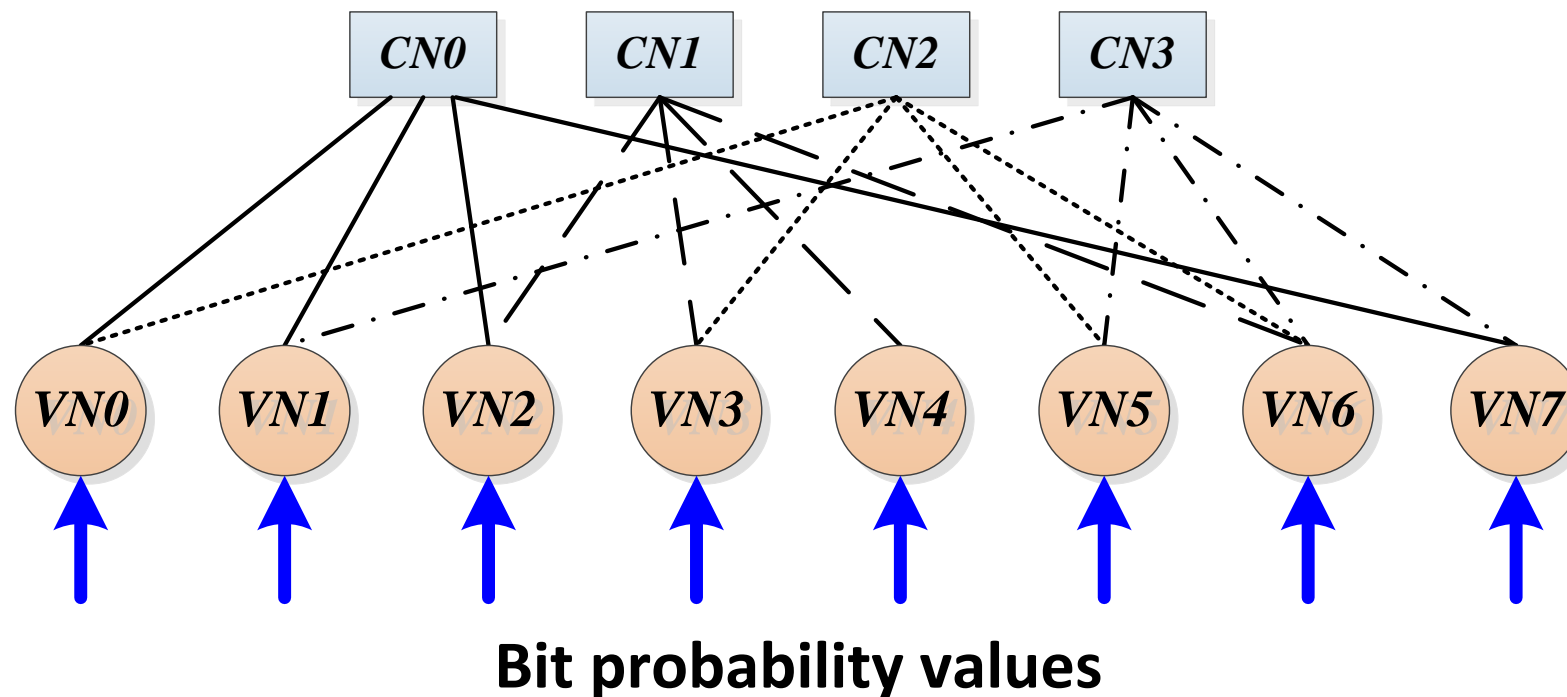 CN0 CN1 CN2 CN3
VN0 VN1 VN2 VN3 VN4 VN5 VN6 VN7
Bit probability values